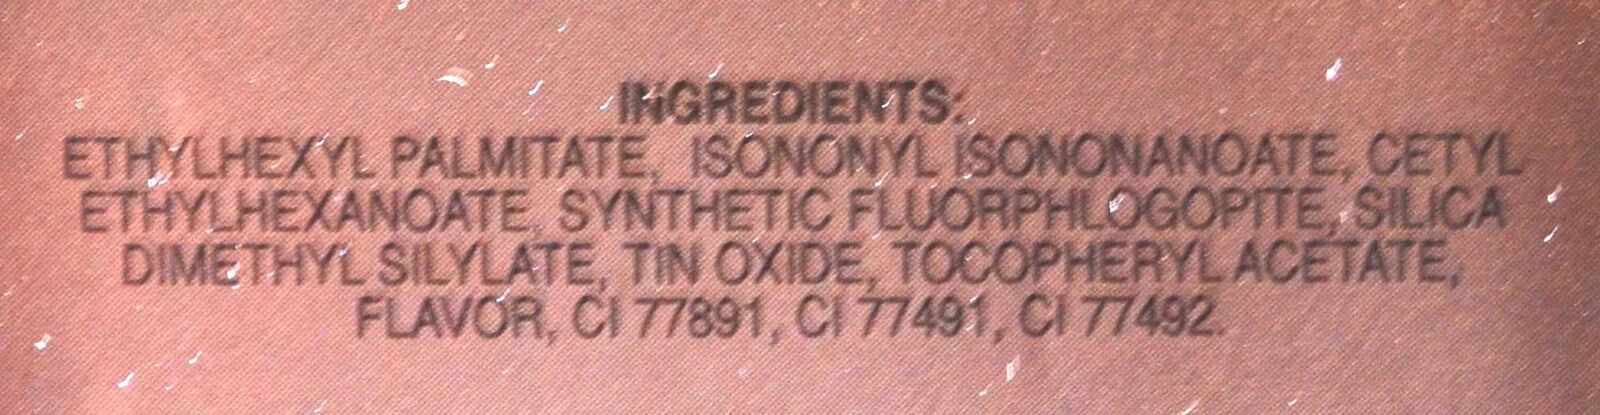 INGREDIENTS:
ETHYLHEXYL PALMITATE, ISONONYL ISONONANOATE, CETYL
ETHYLHEXANOATE, SYNTHETIC FLUORPHLOGOPITE, SILICA
DIMETHYL SILYLATE, TIN OXIDE, TOCOPHERYL ACETATE,
FLAVOR, CI 77891, CI 77491, CI 77492.